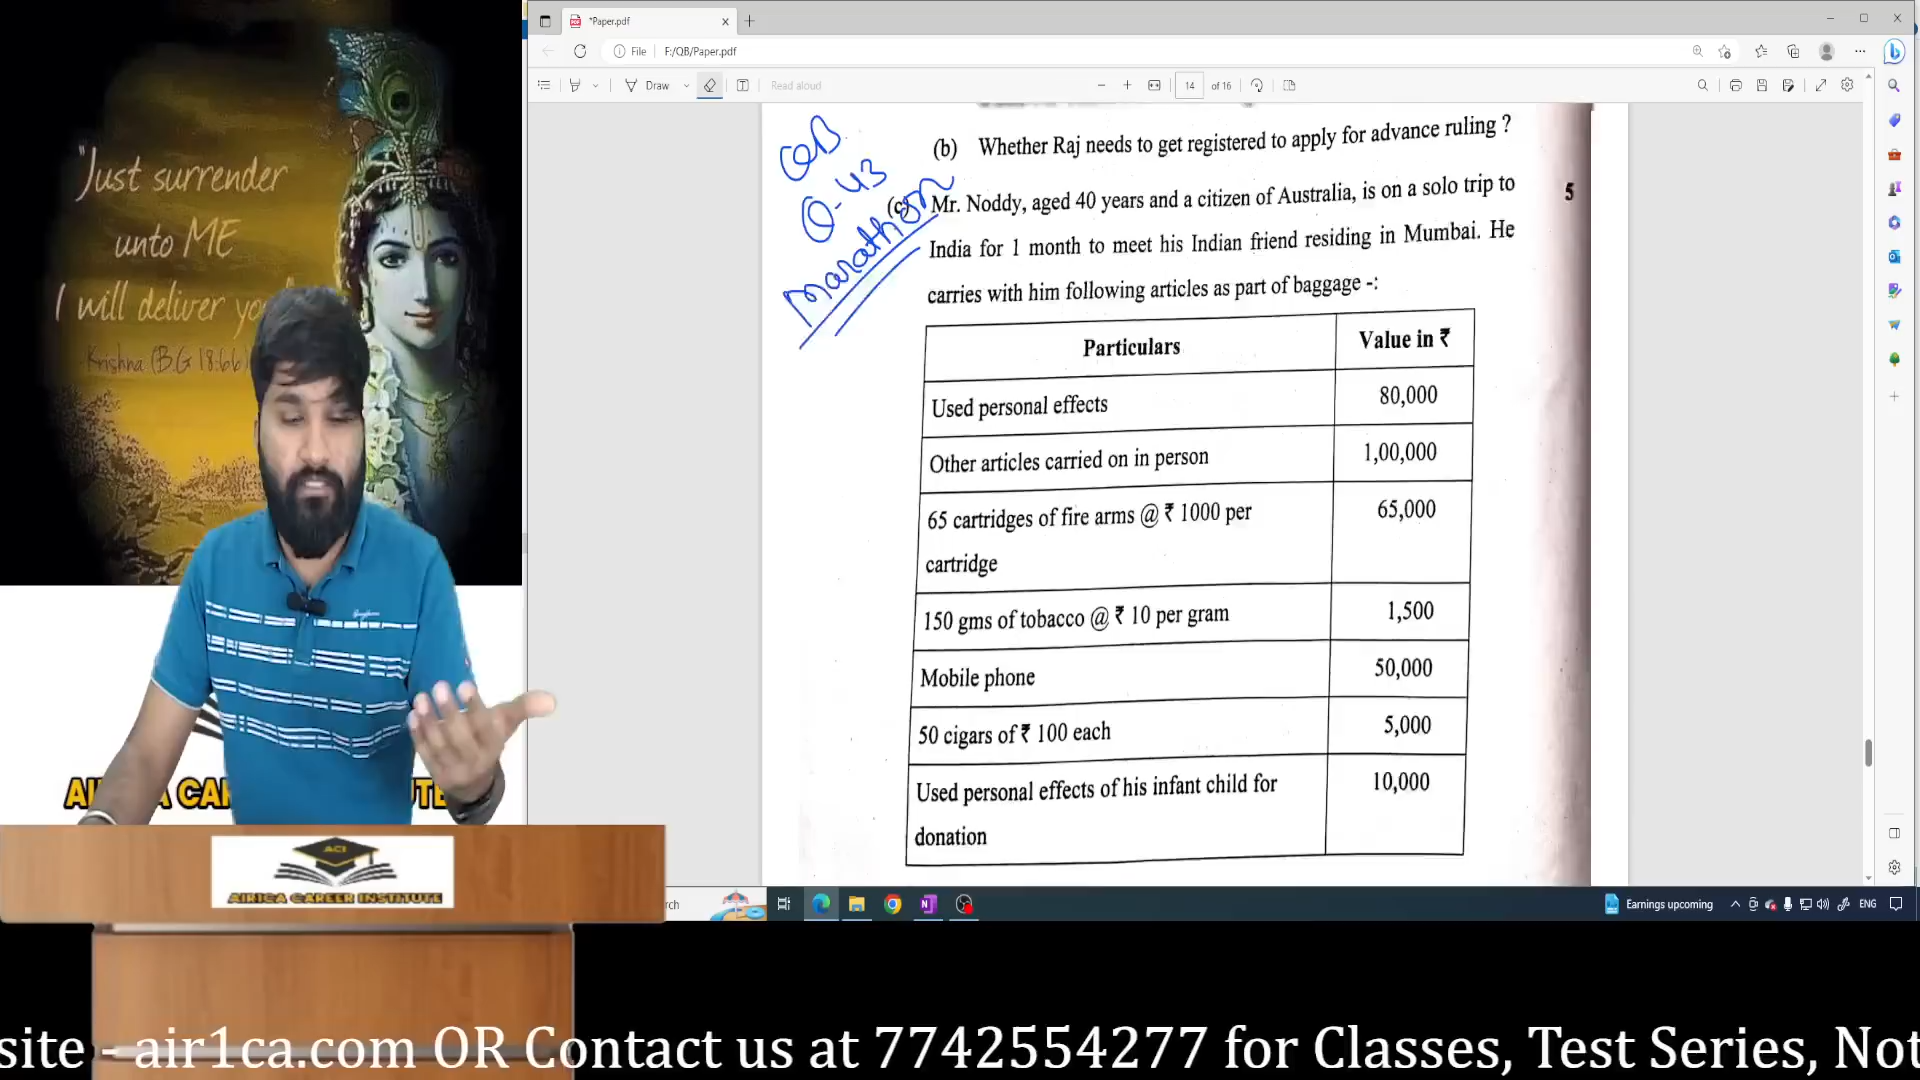 "Just surrender
unto ME
I will deliver yo
Krishna (B.G 18:66)
ACI
AIR1CA CAREER INSTITUTE
*Paper.pdf
File
F:/QB/Paper.pdf
Draw
Read aloud
14
of 16
QB
Q-43
Marathon
(b) Whether Raj needs to get registered to apply for advance ruling ?
(c) Mr. Noddy, aged 40 years and a citizen of Australia, is on a solo trip to
5
India for 1 month to meet his Indian friend residing in Mumbai. He
carries with him following articles as part of baggage -:
Particulars Value in ₹
Used personal effects 80,000
Other articles carried on in person 1,00,000
65 cartridges of fire arms @ ₹ 1000 per 65,000
cartridge
150 gms of tobacco @ ₹ 10 per gram 1,500
Mobile phone 50,000
50 cigars of ₹ 100 each 5,000
Used personal effects of his infant child for 10,000
donation
rch
Earnings upcoming
ENG
site - air1ca.com OR Contact us at 7742554277 for Classes, Test Series, Not